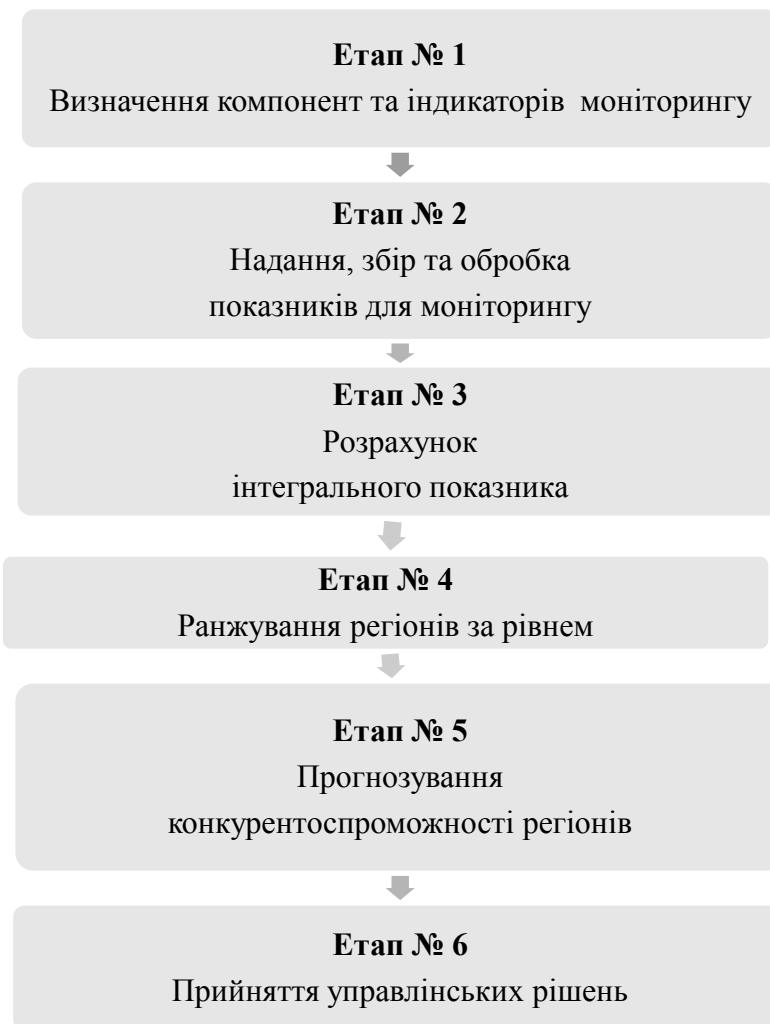 Етап № 1
Визначення компонент та індикаторів моніторингу
Етап № 2
Надання, збір та обробка
показників для моніторингу
Етап № 3
Розрахунок
інтегрального показника
Етап № 4
Ранжування регіонів за рівнем
Етап № 5
Прогнозування
конкурентоспроможності регіонів
Етап № 6
Прийняття управлінських рішень